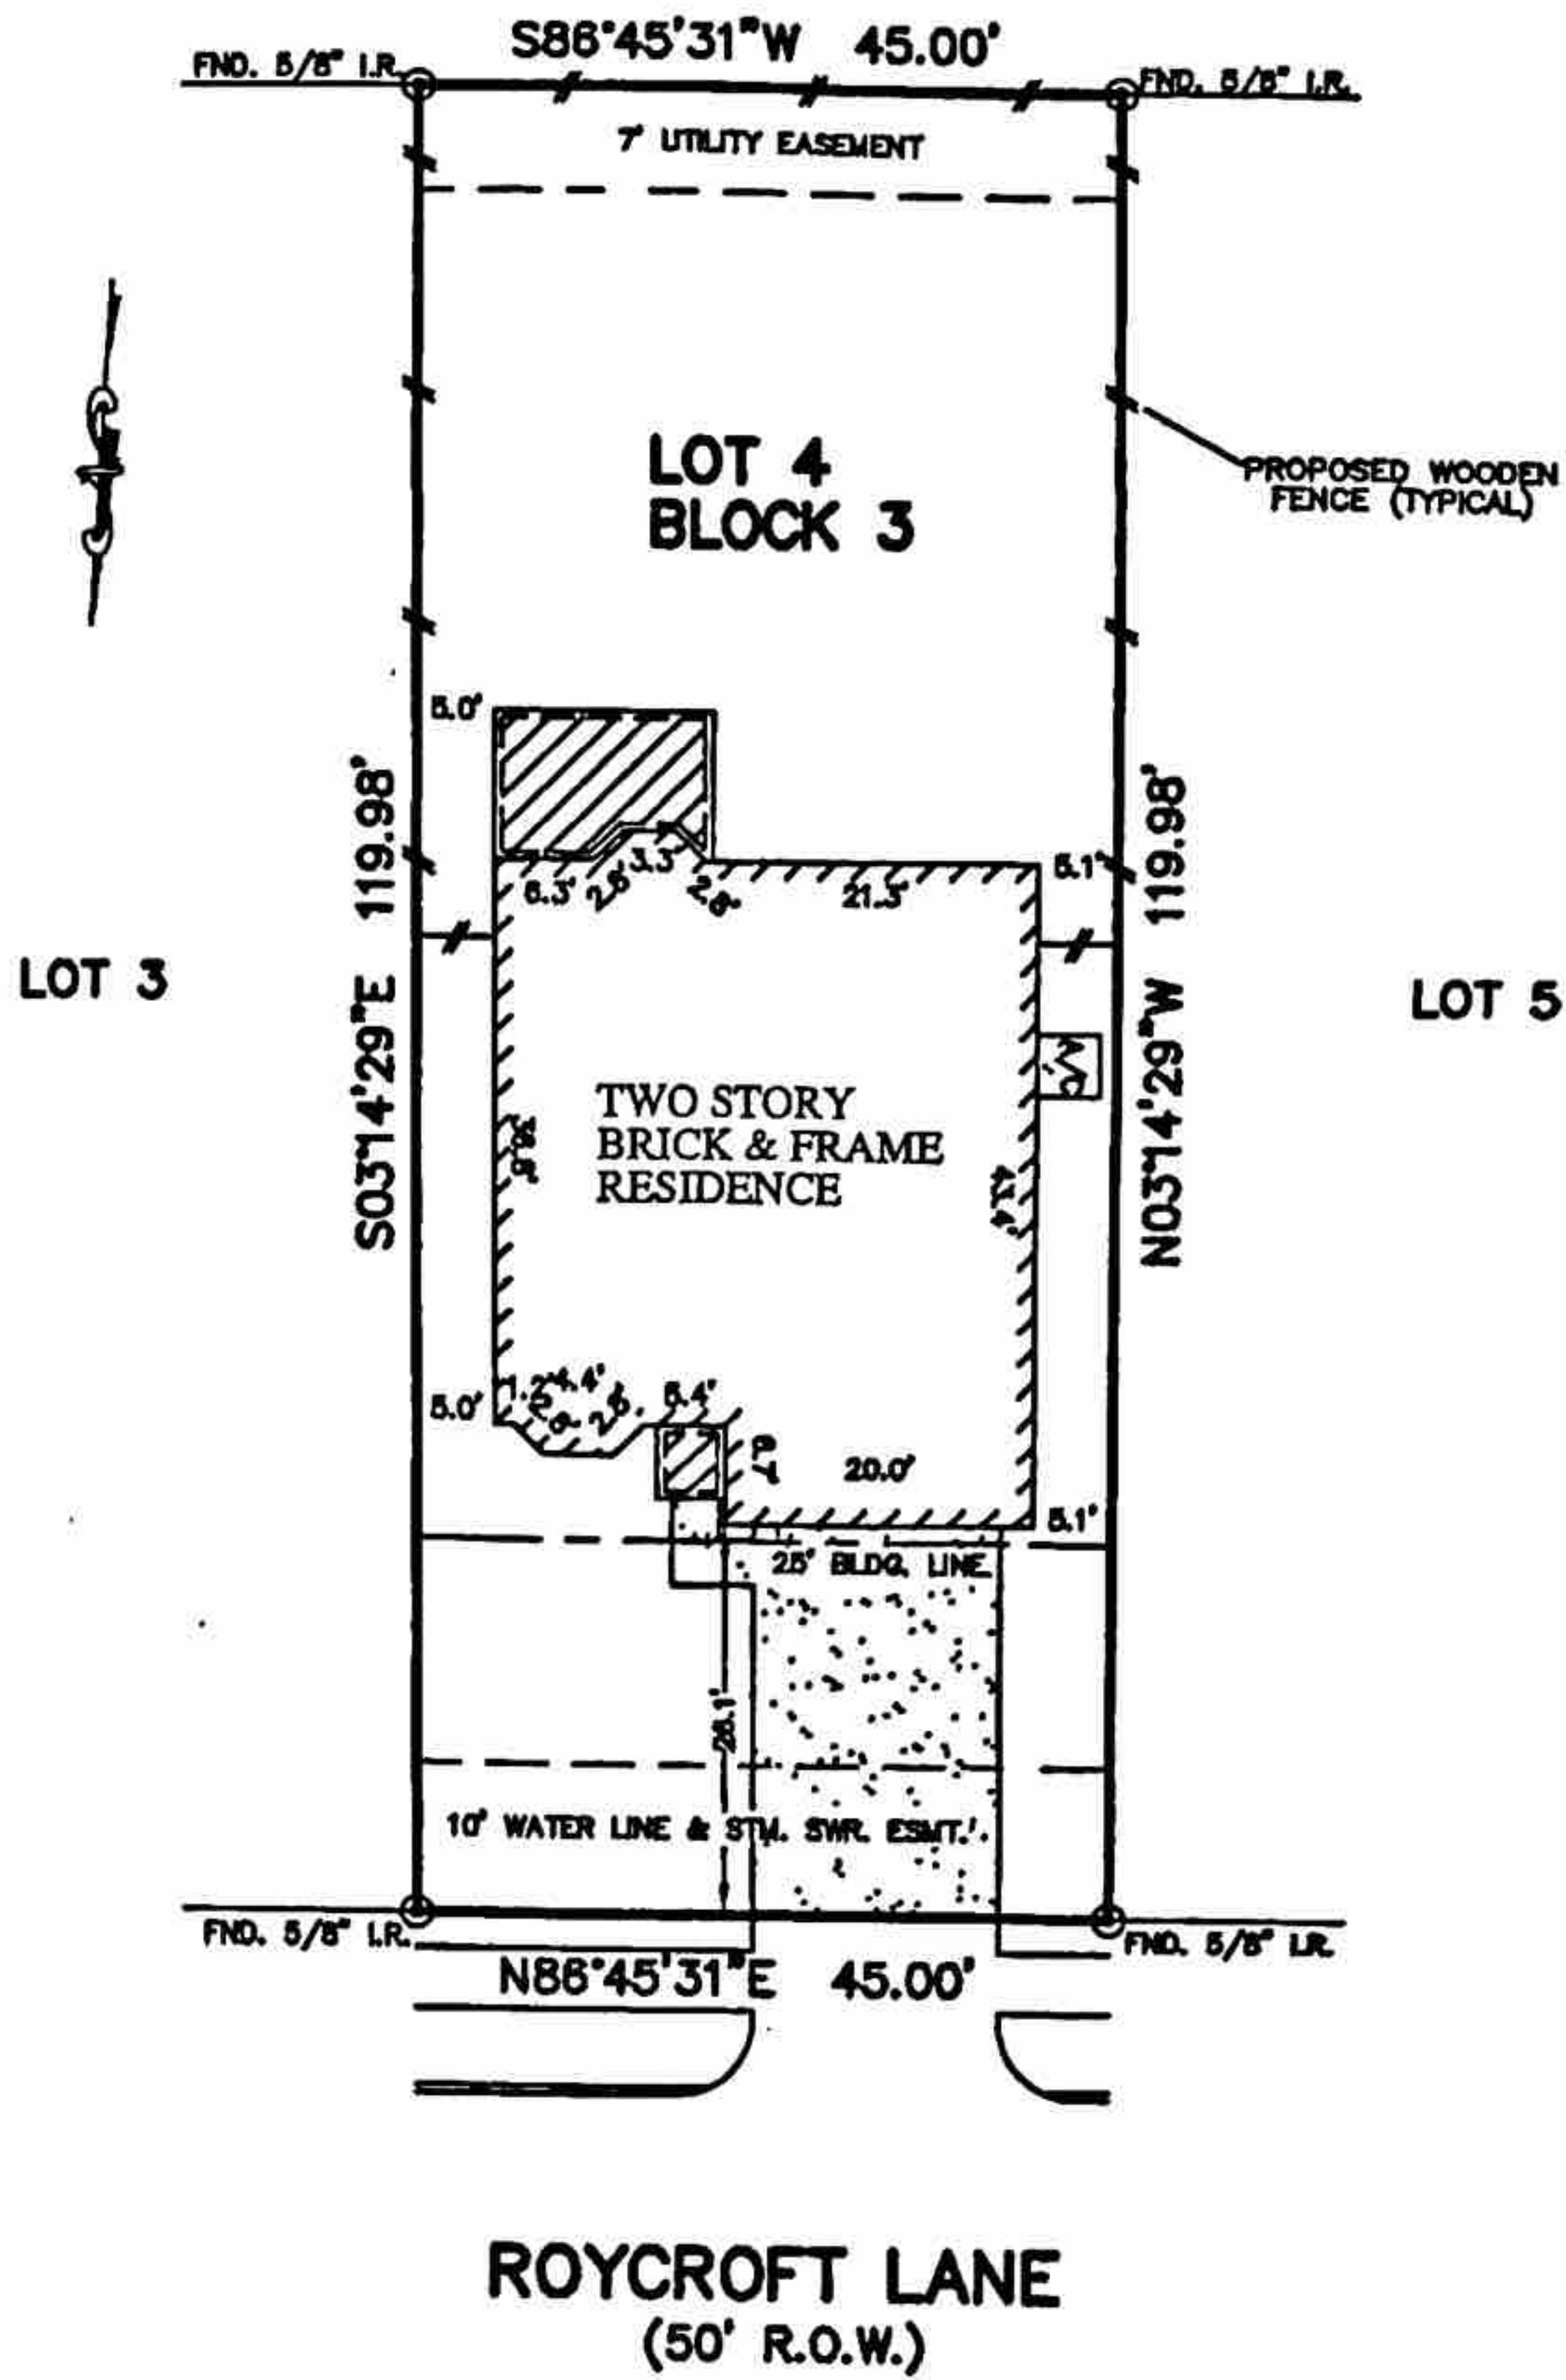 S86°45'31"W 45.00'
FND. 5/8" I.R.
FND. 5/8" I.R.
7' UTILITY EASEMENT
LOT 4
BLOCK 3
PROPOSED WOODEN
FENCE (TYPICAL)
5.0'
S03°14'29"E 119.98'
N03°14'29"W 119.98'
3.3'
21.3'
5.1'
LOT 3
LOT 5
A/C
TWO STORY
BRICK & FRAME
RESIDENCE
43.4'
1.2'
4.4'
5.4'
5.0'
6.7'
20.0'
5.1'
25' BLDG. LINE
10' WATER LINE & STM. SWR. ESMT.
FND. 5/8" I.R.
FND. 5/8" I.R.
N86°45'31"E 45.00'
ROYCROFT LANE
(50' R.O.W.)